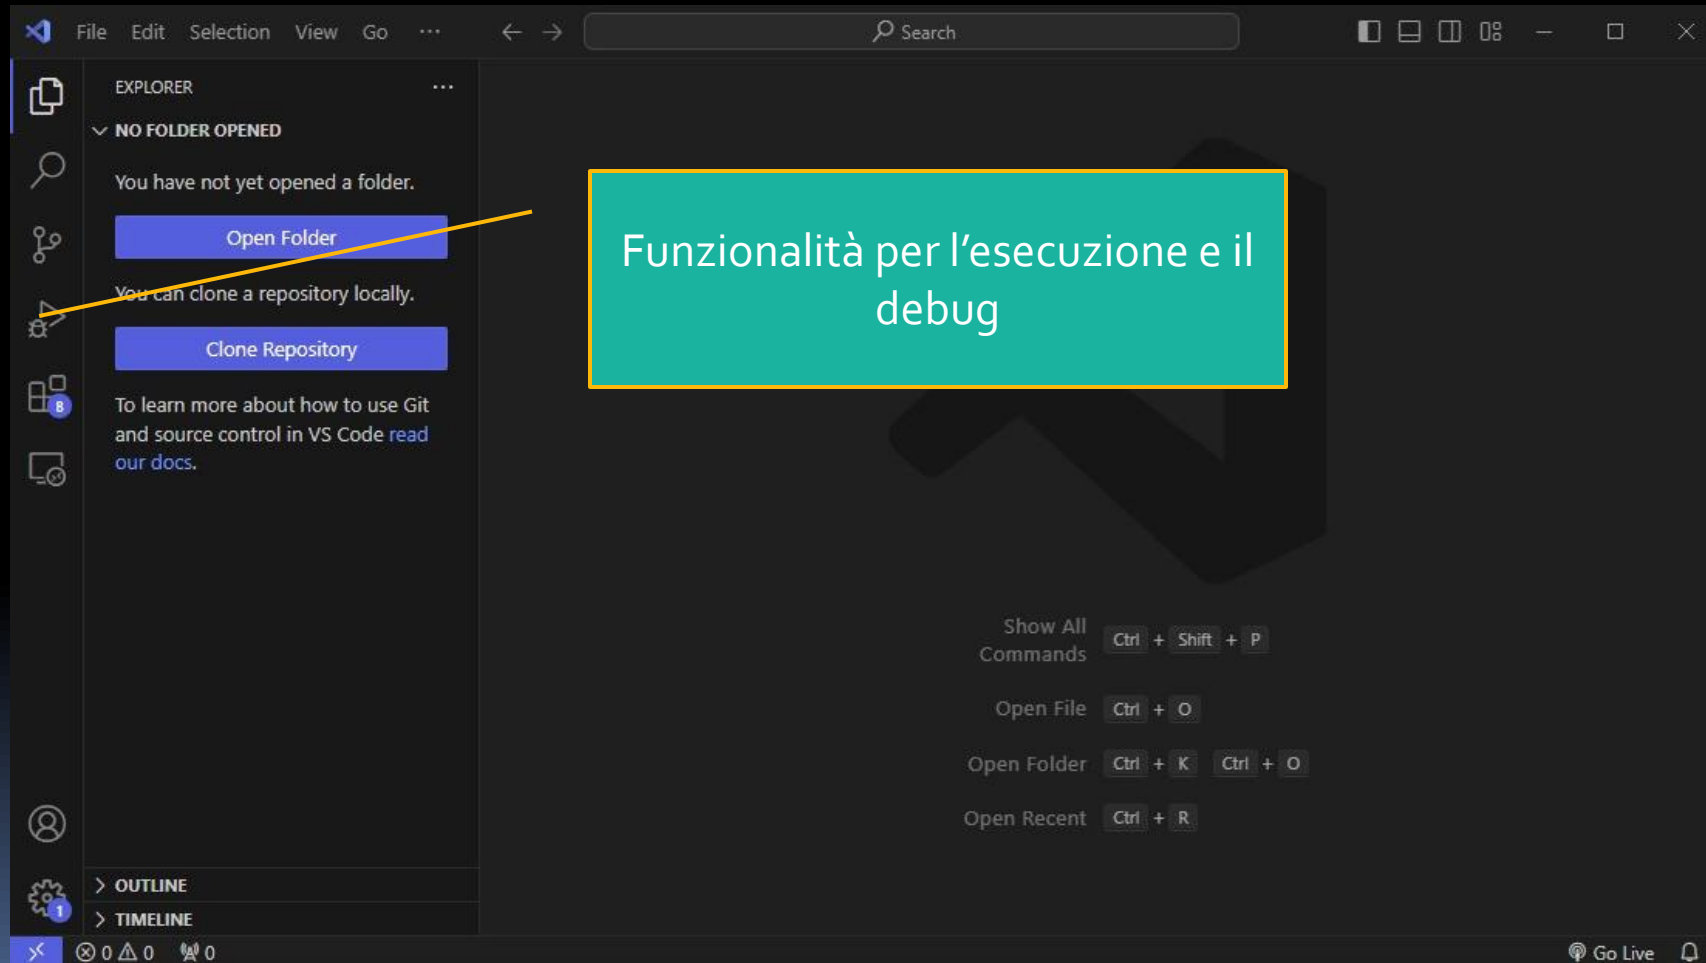 File Edit Selection View Go ···
Search
EXPLORER ···
NO FOLDER OPENED
You have not yet opened a folder.
Open Folder
You can clone a repository locally.
Clone Repository
To learn more about how to use Git
and source control in VS Code read
our docs.
8
Funzionalità per l’esecuzione e il
debug
Show All
Commands Ctrl + Shift + P
Open File Ctrl + O
Open Folder Ctrl + K Ctrl + O
Open Recent Ctrl + R
OUTLINE
1
TIMELINE
0 0 0
Go Live